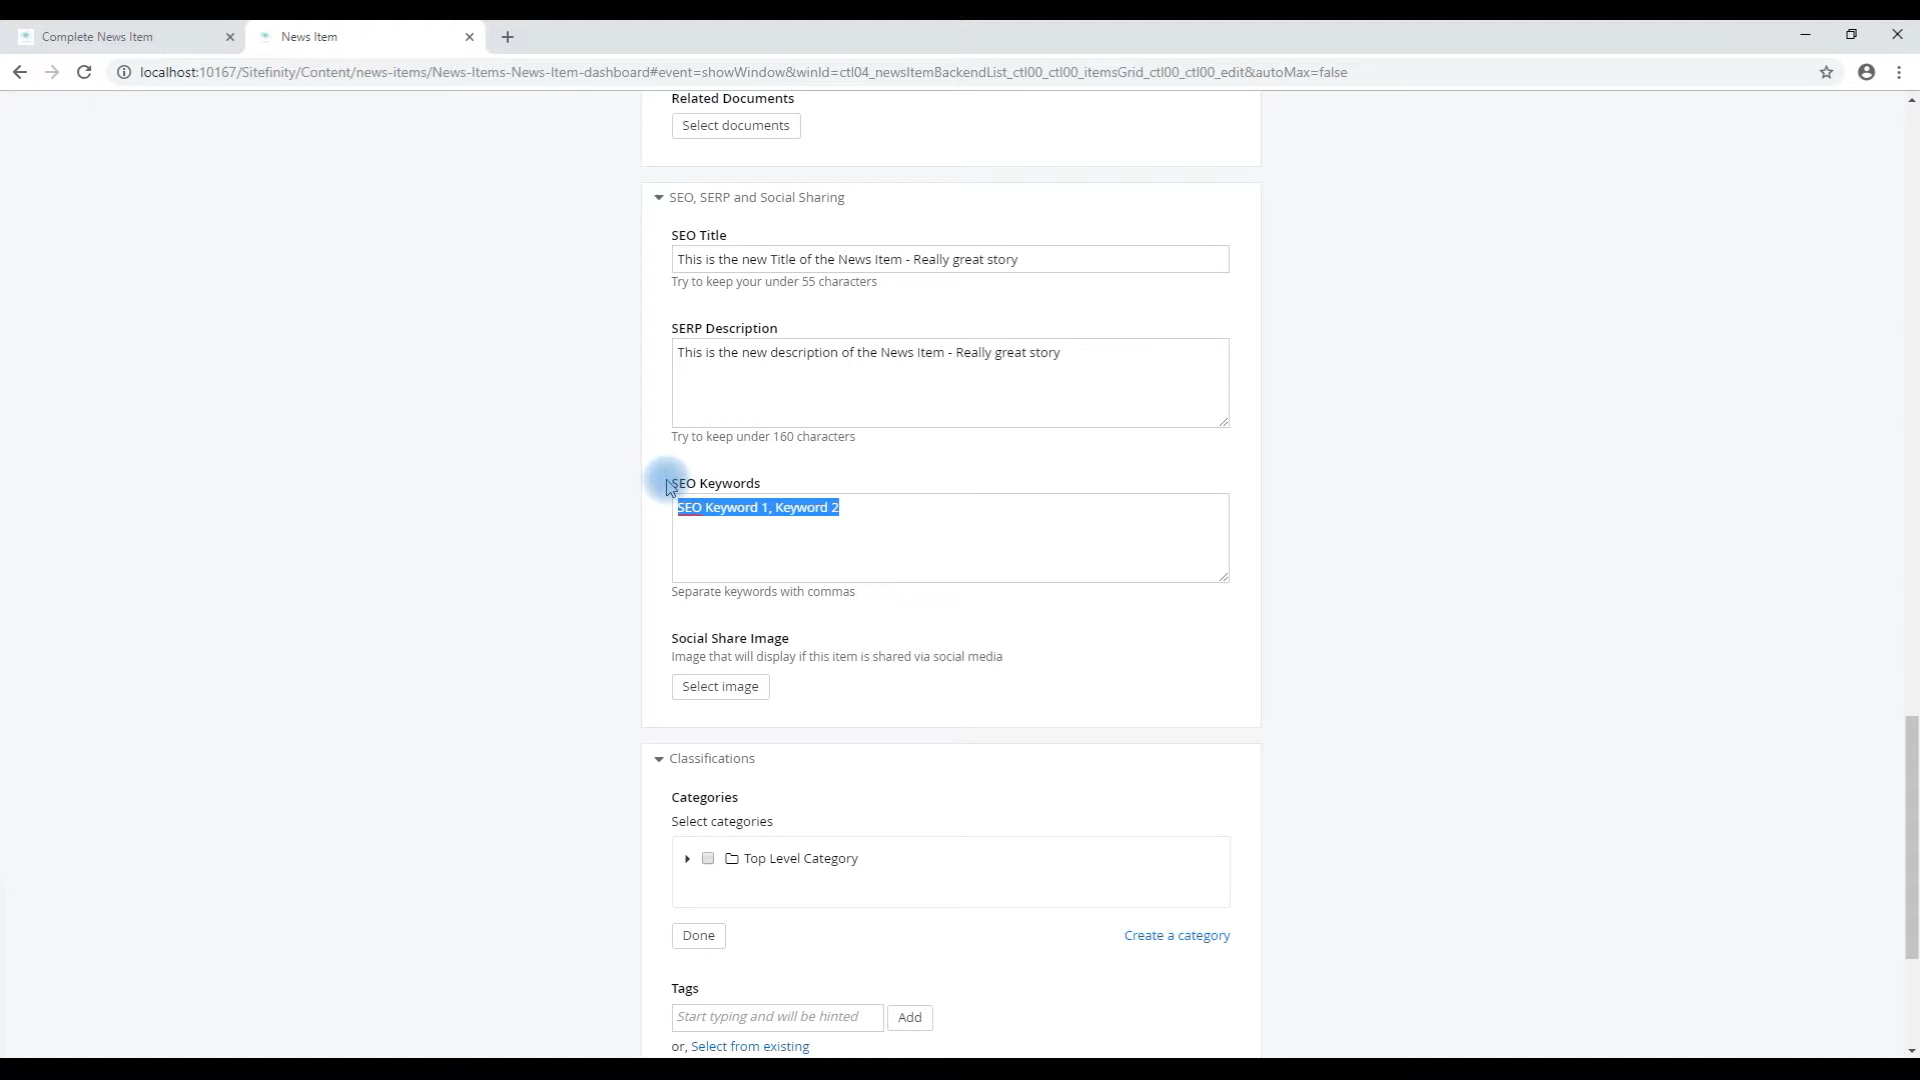 Complete News Item
News Item
localhost:10167/Sitefinity/Content/news-items/News-Items-News-Item-dashboard#event=showWindow&winId=ctl04_newsItemBackendList_ctl00_ctl00_itemsGrid_ctl00_ctl00_edit&autoMax=false
Related Documents
Select documents
SEO, SERP and Social Sharing
SEO Title
This is the new Title of the News Item - Really great story
Try to keep your under 55 characters
SERP Description
This is the new description of the News Item - Really great story
Try to keep under 160 characters
SEO Keywords
SEO Keyword 1, Keyword 2
Separate keywords with commas
Social Share Image
Image that will display if this item is shared via social media
Select image
Classifications
Categories
Select categories
Top Level Category
Done
Create a category
Tags
Start typing and will be hinted
Add
or, Select from existing